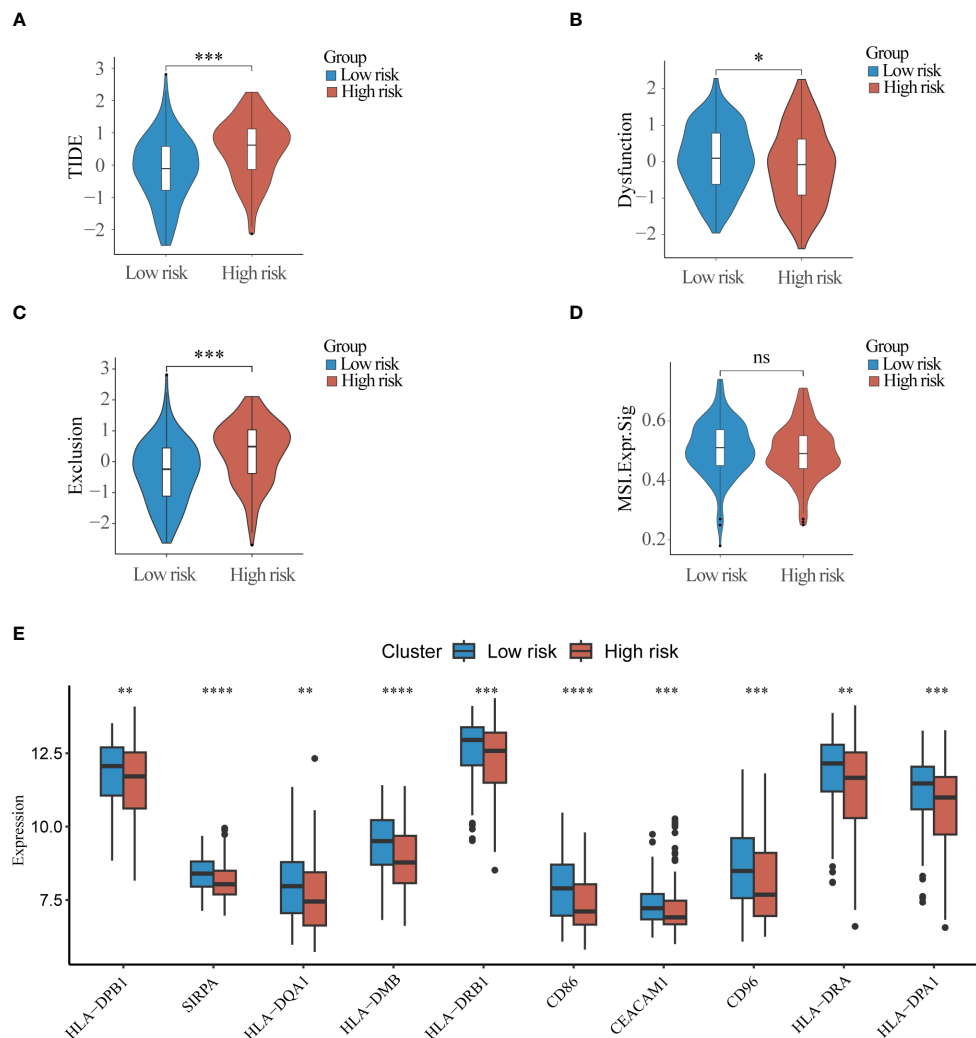 A
TIDE
3
2
1
0
−1
−2
***
Low risk
High risk
Group
Low risk
High risk
B
Dysfunction
2
1
0
−1
−2
*
Low risk
High risk
Group
Low risk
High risk
C
Exclusion
3
2
1
0
−1
−2
***
Low risk
High risk
Group
Low risk
High risk
D
MSI.Expr.Sig
0.6
0.4
0.2
ns
Low risk
High risk
Group
Low risk
High risk
E
Cluster Low risk High risk
** **** ** **** *** **** *** *** ** ***
Expression
12.5
10.0
7.5
HLA−DPB1
SIRPA
HLA−DQA1
HLA−DMB
HLA−DRB1
CD86
CEACAM1
CD96
HLA−DRA
HLA−DPA1